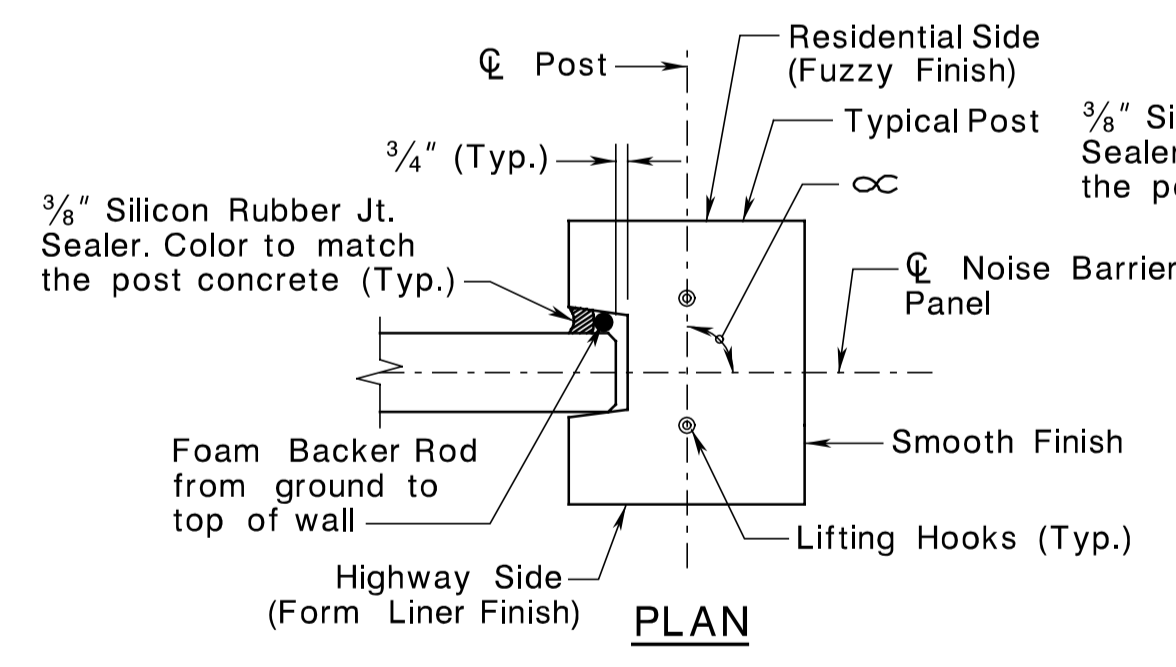 ℄ Post
Residential Side
(Fuzzy Finish)
Typical Post
3/4" (Typ.)
∝
3/8" Silicon Rubber Jt.
Sealer. Color to match
the post concrete (Typ.)
3/8" Si
Sealer
the p
℄ Noise Barrier
Panel
Foam Backer Rod
from ground to
top of wall
Smooth Finish
Lifting Hooks (Typ.)
Highway Side
(Form Liner Finish)
PLAN